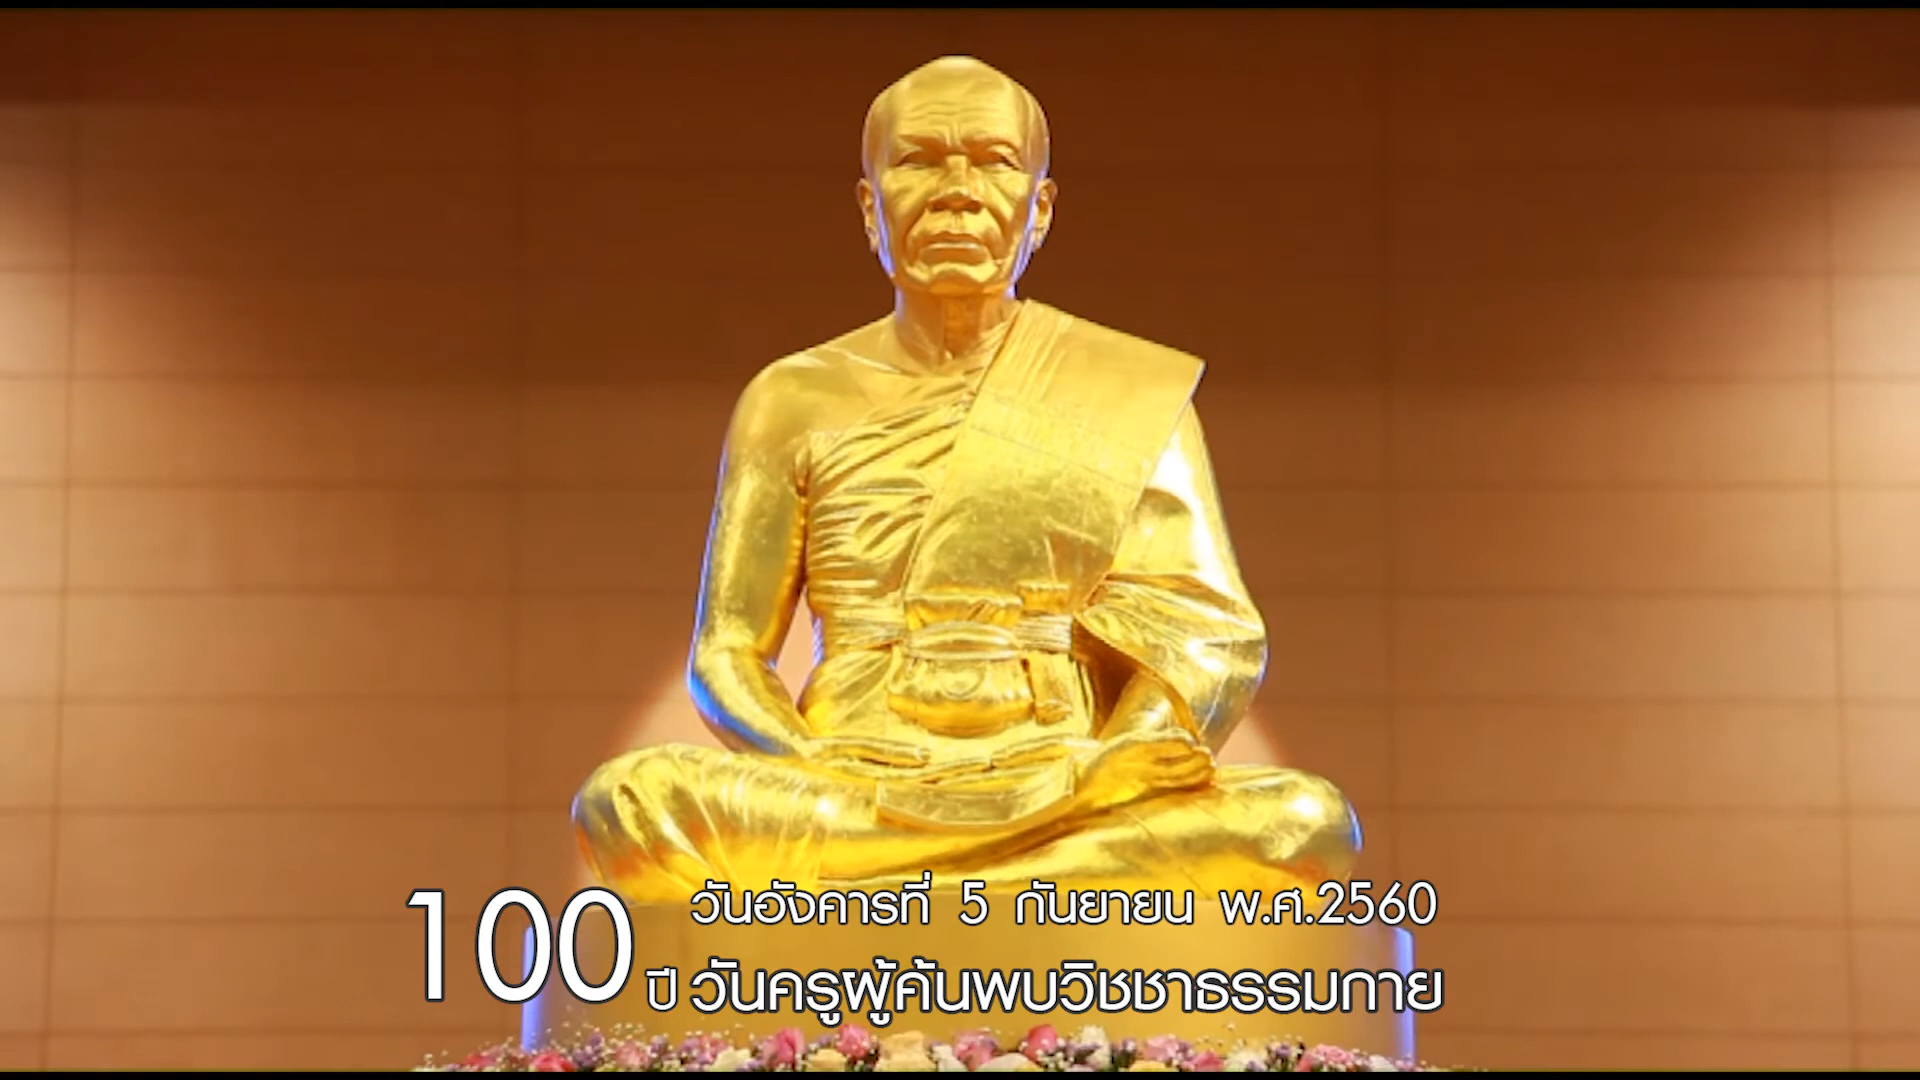 วันอังคารที่ 5 กันยายน พ.ศ.2560
100 ปี วันครูผู้ค้นพบวิชชาธรรมกาย